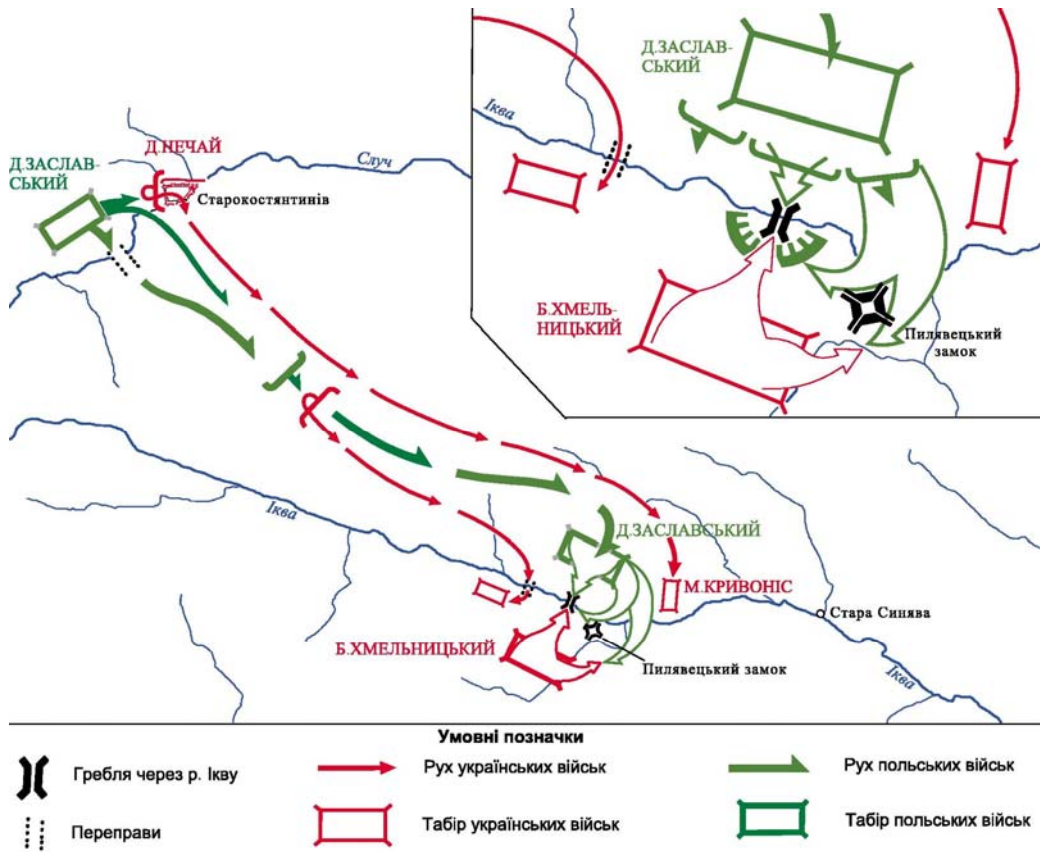 Д.ЗАСЛАВ-
СЬКИЙ
Іква
Б.ХМЕЛЬ-
НИЦЬКИЙ
Пилявецький
замок
Д.НЕЧАЙ
Случ
Д.ЗАСЛАВ-
СЬКИЙ
Старокостянтинів
Іква
Д.ЗАСЛАВСЬКИЙ
М.КРИВОНІС
Стара Синява
Б.ХМЕЛЬНИЦЬКИЙ
Пилявецький замок
Іква
Умовні позначки
Гребля через р. Ікву
Рух українських військ
Рух польських військ
Переправи
Табір українських військ
Табір польських військ